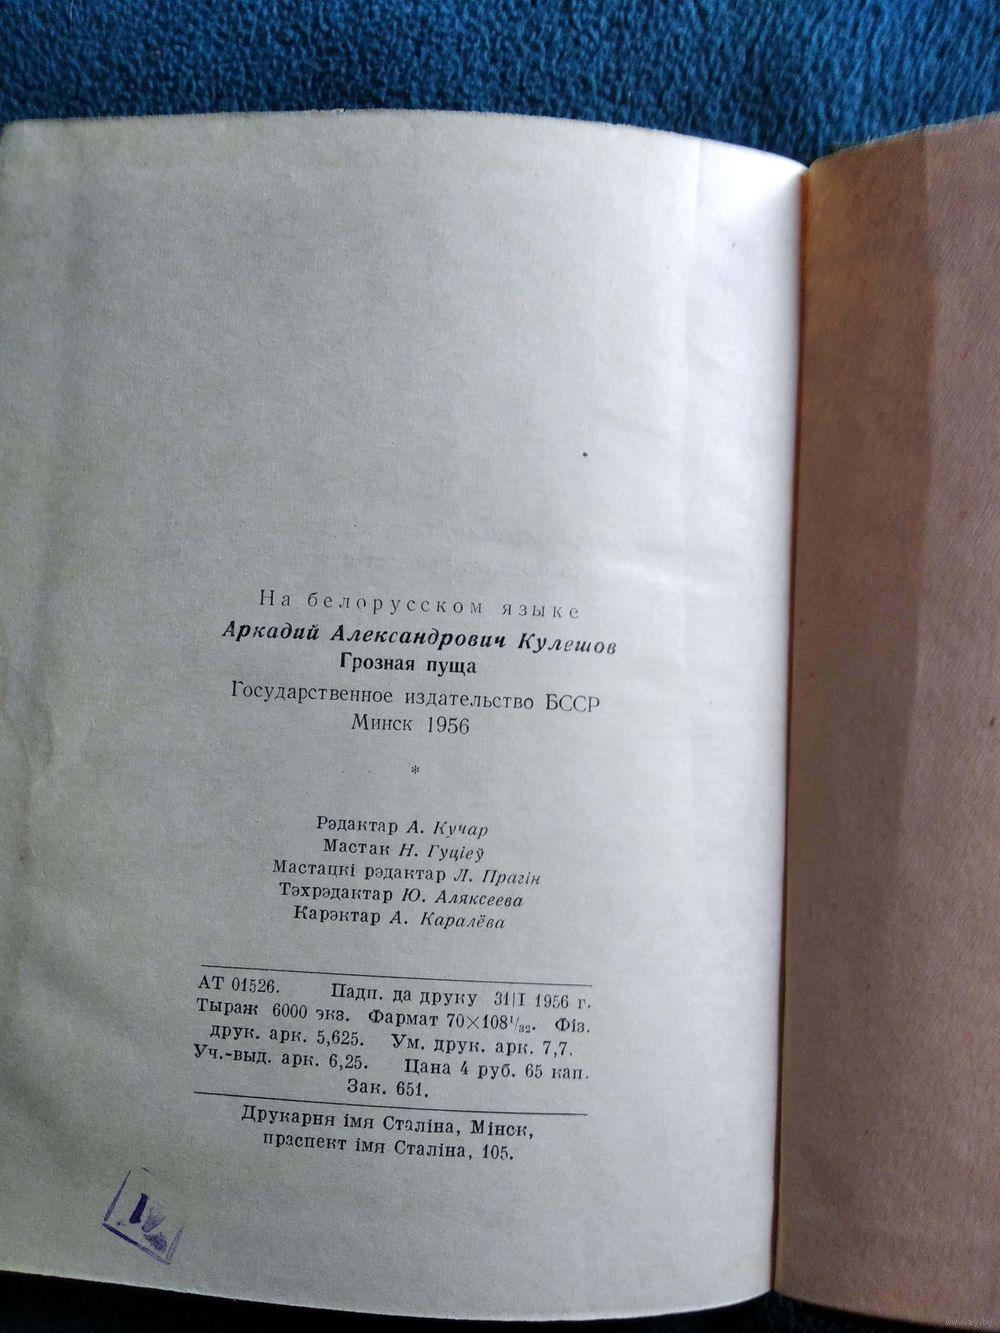 На белорусском языке
Аркадий Александрович Кулешов
Грозная пуща
Государственное издательство БССР
Минск 1956
*
Рэдактар А. Кучар
Мастак Н. Гуціеў
Мастацкі рэдактар Л. Прагін
Тэхрэдактар Ю. Аляксеева
Карэктар А. Каралёва
АТ 01526. Падп. да друку 31|I 1956 г.
Тыраж 6000 экз. Фармат 70×108¹/₃₂. Фіз.
друк. арк. 5,625. Ум. друк. арк. 7,7.
Уч.-выд. арк. 6,25. Цана 4 руб. 65 кап.
Зак. 651.
Друкарня імя Сталіна, Мінск,
праспект імя Сталіна, 105.
www.ay.by